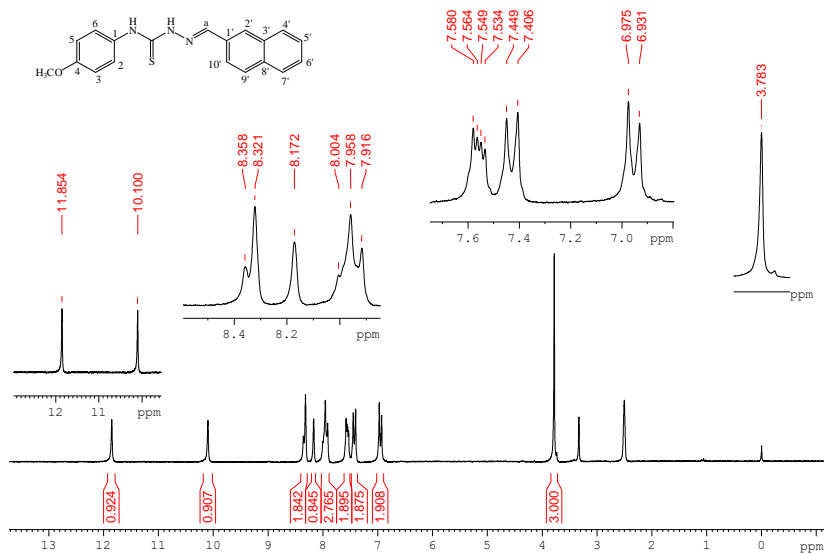 6 NH 1 NH a 1' 2' 3' 4'
5 N 5'
4 2 S 10' 8' 6'
H₃CO 3 9' 7'
7.580
7.564
7.549
7.534
7.449
7.406
6.975
6.931
3.783
8.358
8.321
8.172
8.004
7.958
7.916
11.854
10.100
7.6 7.4 7.2 7.0 ppm
ppm
8.4 8.2 ppm
12 11 ppm
0.924
0.907
1.842
0.845
2.765
1.895
1.875
1.908
3.000
13 12 11 10 9 8 7 6 5 4 3 2 1 0 ppm